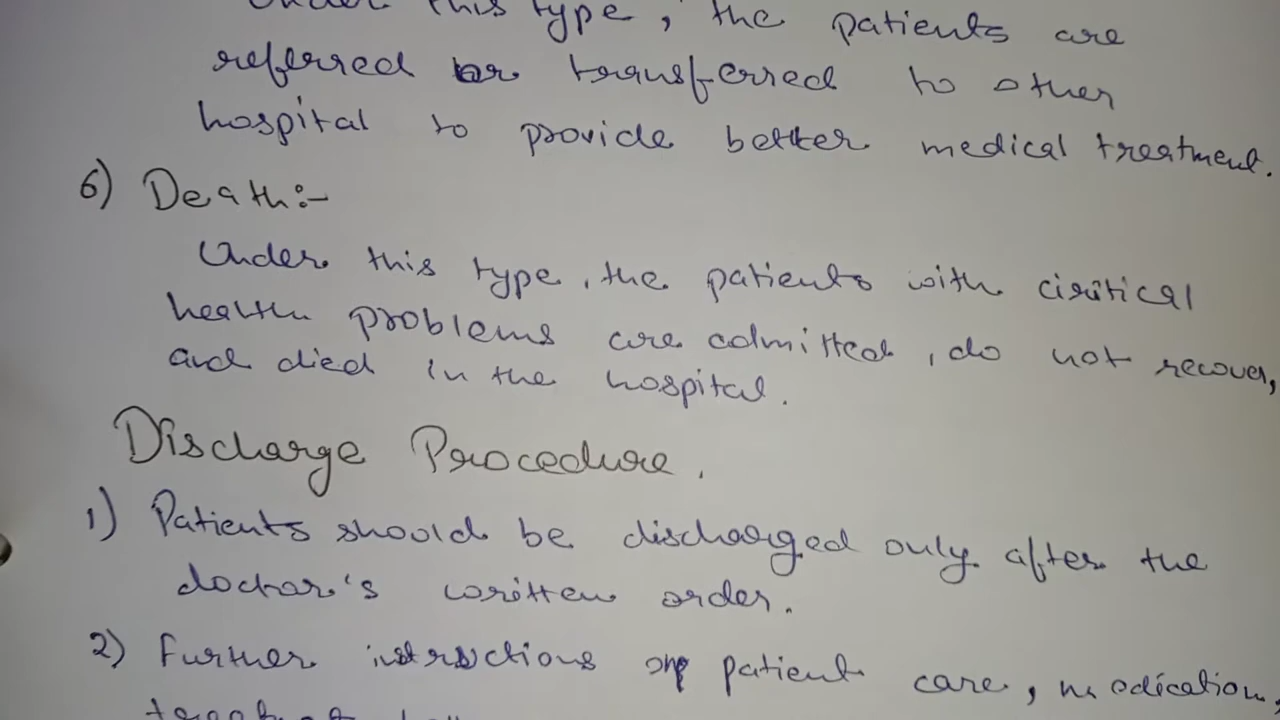 Under this type, the patients are
referred or transferred to other
hospital to provide better medical treatment.
6) Death:-
Under this type, the patients with ciritical
health problems are admitted, do not recover,
and died in the hospital.
Discharge Procedure.
1) Patients should be discharged only after the
doctor's written order.
2) Further instructions on patient care, medication,